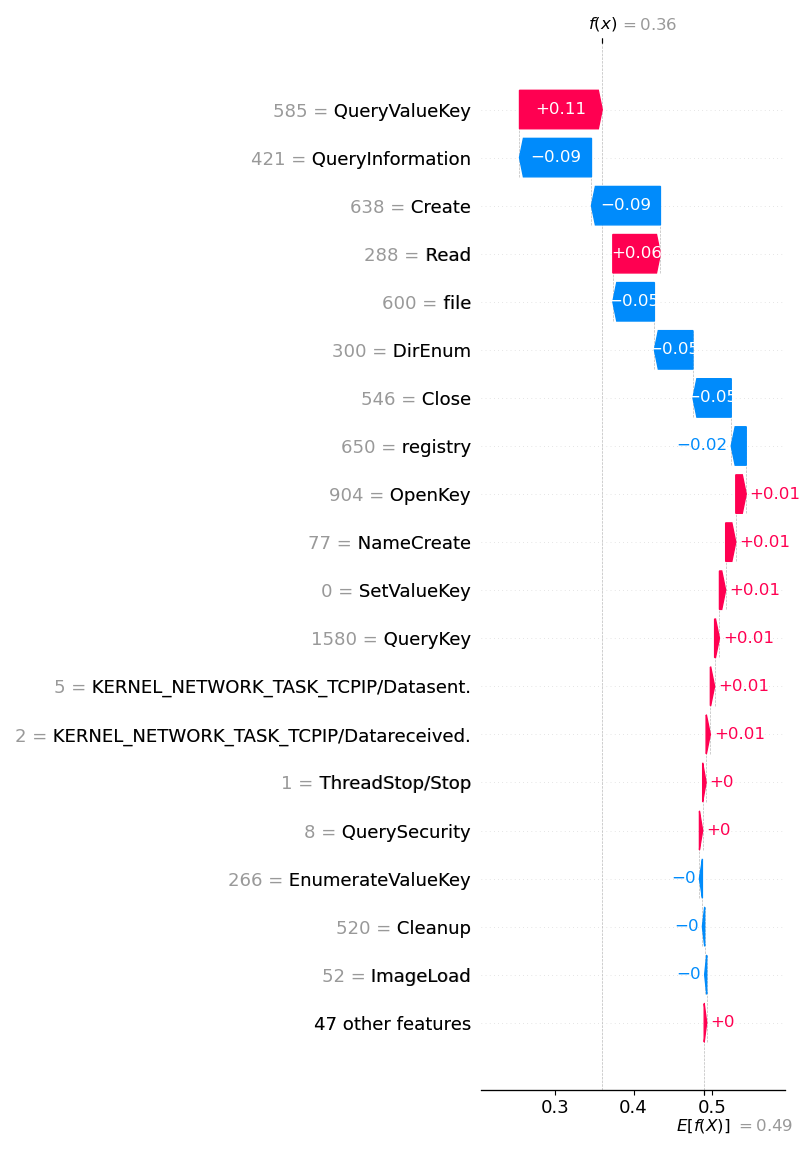 f(x) = 0.36
585 = QueryValueKey +0.11
421 = QueryInformation −0.09
638 = Create −0.09
288 = Read +0.06
600 = file −0.05
300 = DirEnum −0.05
546 = Close −0.05
650 = registry −0.02
904 = OpenKey +0.01
77 = NameCreate +0.01
0 = SetValueKey +0.01
1580 = QueryKey +0.01
5 = KERNEL_NETWORK_TASK_TCPIP/Datasent. +0.01
2 = KERNEL_NETWORK_TASK_TCPIP/Datareceived. +0.01
1 = ThreadStop/Stop +0
8 = QuerySecurity +0
266 = EnumerateValueKey −0
520 = Cleanup −0
52 = ImageLoad −0
47 other features +0
0.3 0.4 0.5
E[f(X)] = 0.49